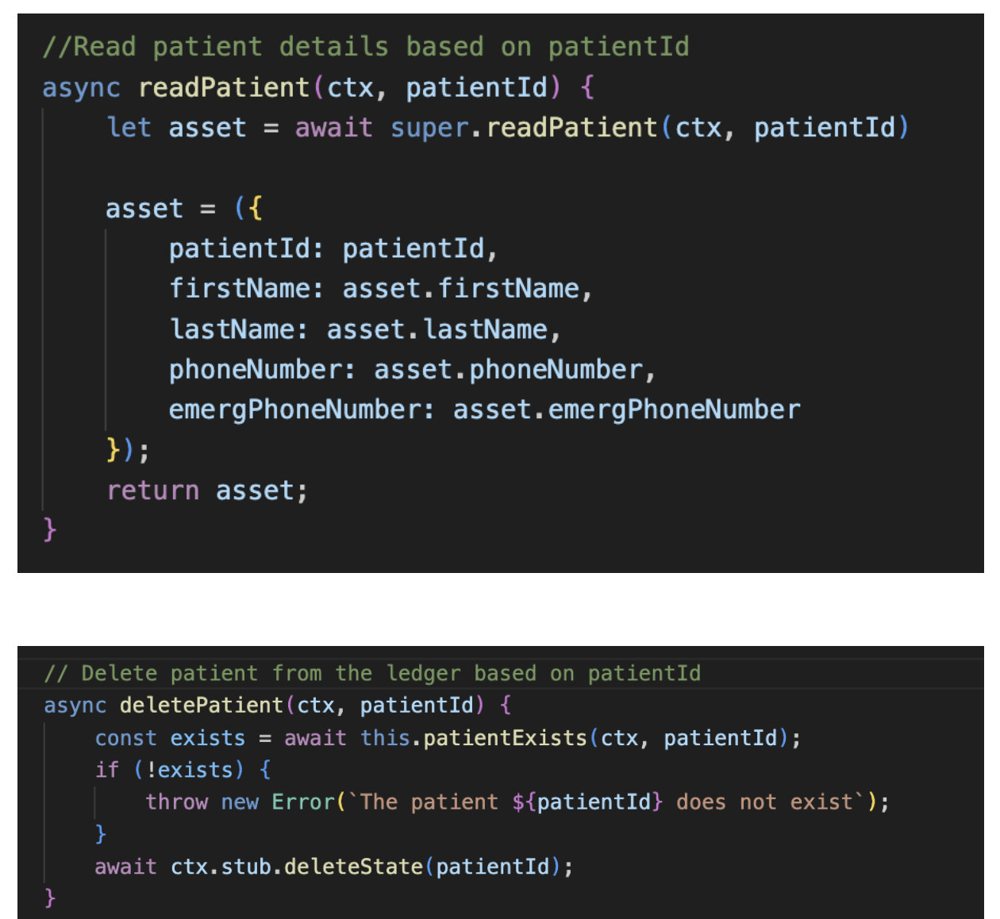 //Read patient details based on patientId
async readPatient(ctx, patientId) {
let asset = await super.readPatient(ctx, patientId)
asset = ({
patientId: patientId,
firstName: asset.firstName,
lastName: asset.lastName,
phoneNumber: asset.phoneNumber,
emergPhoneNumber: asset.emergPhoneNumber
});
return asset;
}
// Delete patient from the ledger based on patientId
async deletePatient(ctx, patientId) {
const exists = await this.patientExists(ctx, patientId);
if (!exists) {
throw new Error(`The patient ${patientId} does not exist`);
}
await ctx.stub.deleteState(patientId);
}